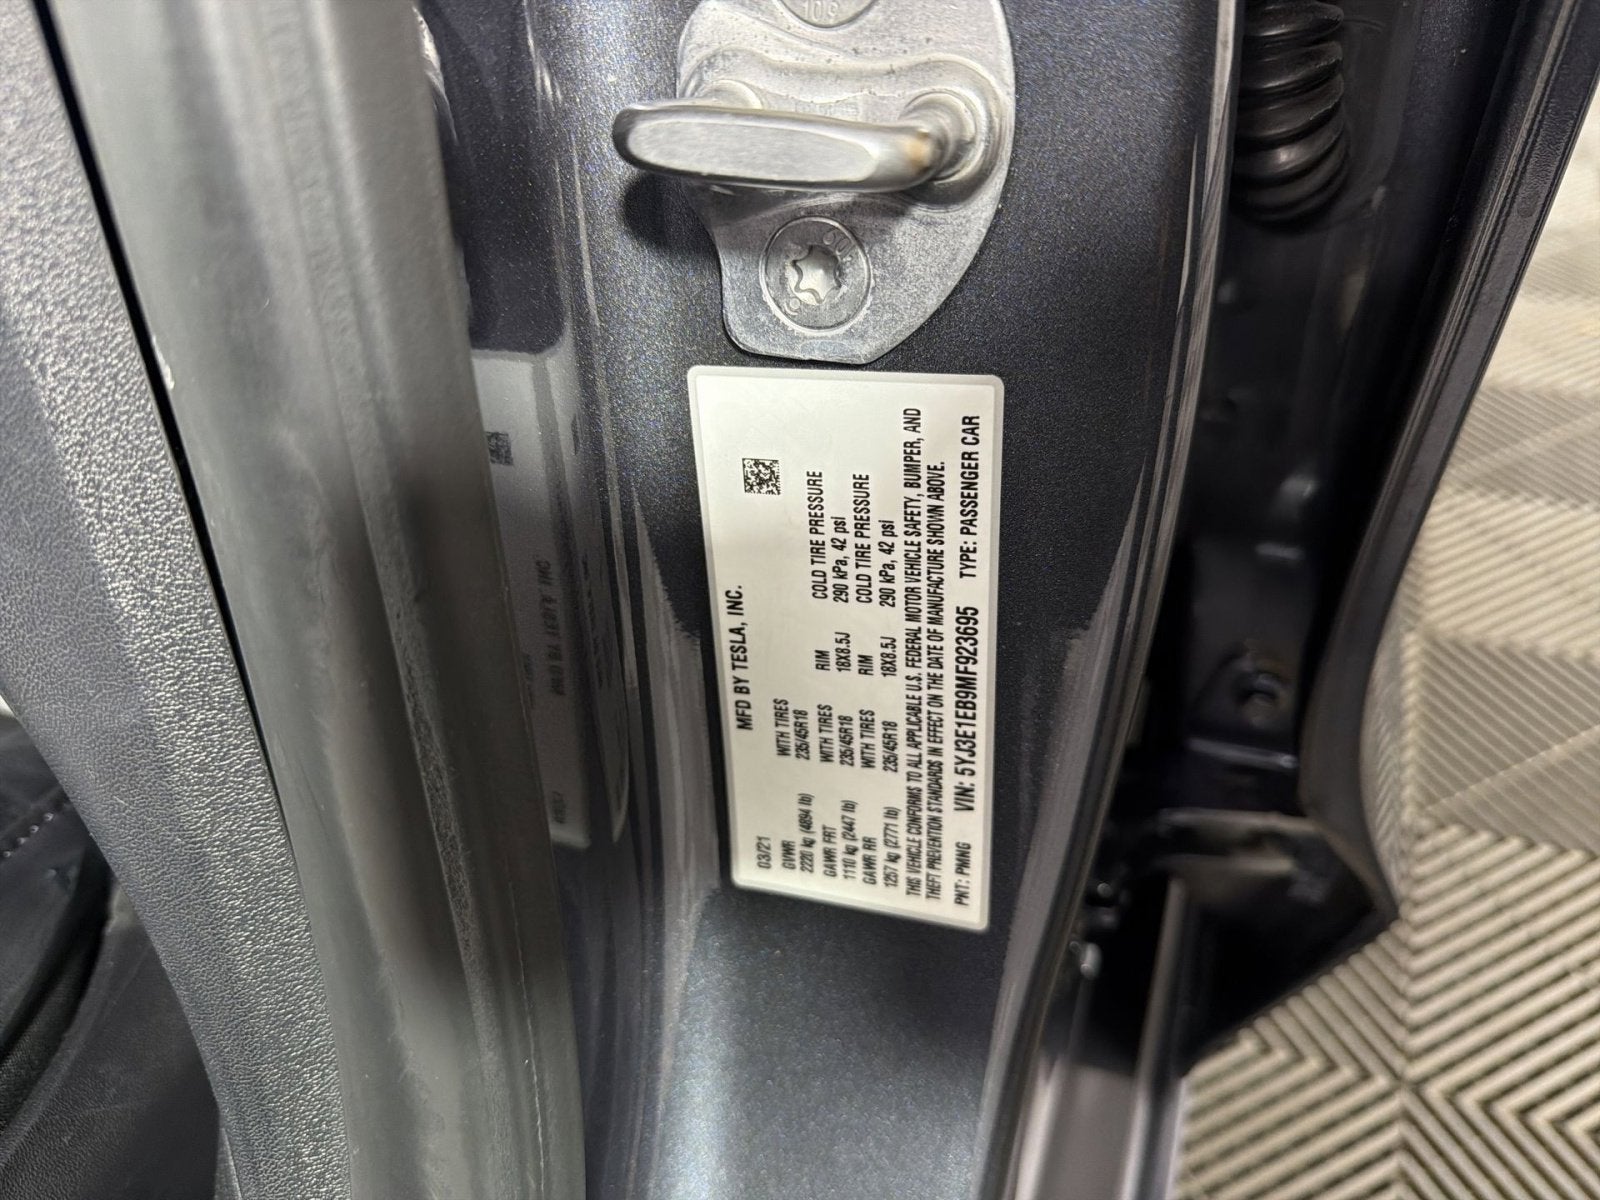 MFD BY TESLA, INC.
03/21
GVWR WITH TIRES RIM COLD TIRE PRESSURE
2220 kg (4894 lb) 235/45R18 18X8.5J 290 kPa, 42 psi
GAWR FRT WITH TIRES RIM COLD TIRE PRESSURE
1110 kg (2447 lb) 235/45R18 18X8.5J 290 kPa, 42 psi
GAWR RR WITH TIRES
1257 kg (2771 lb) 235/45R18
THIS VEHICLE CONFORMS TO ALL APPLICABLE U.S. FEDERAL MOTOR VEHICLE SAFETY, BUMPER, AND
THEFT PREVENTION STANDARDS IN EFFECT ON THE DATE OF MANUFACTURE SHOWN ABOVE.
PKT: PMNG VIN: 5YJ3E1EB9MF923695 TYPE: PASSENGER CAR